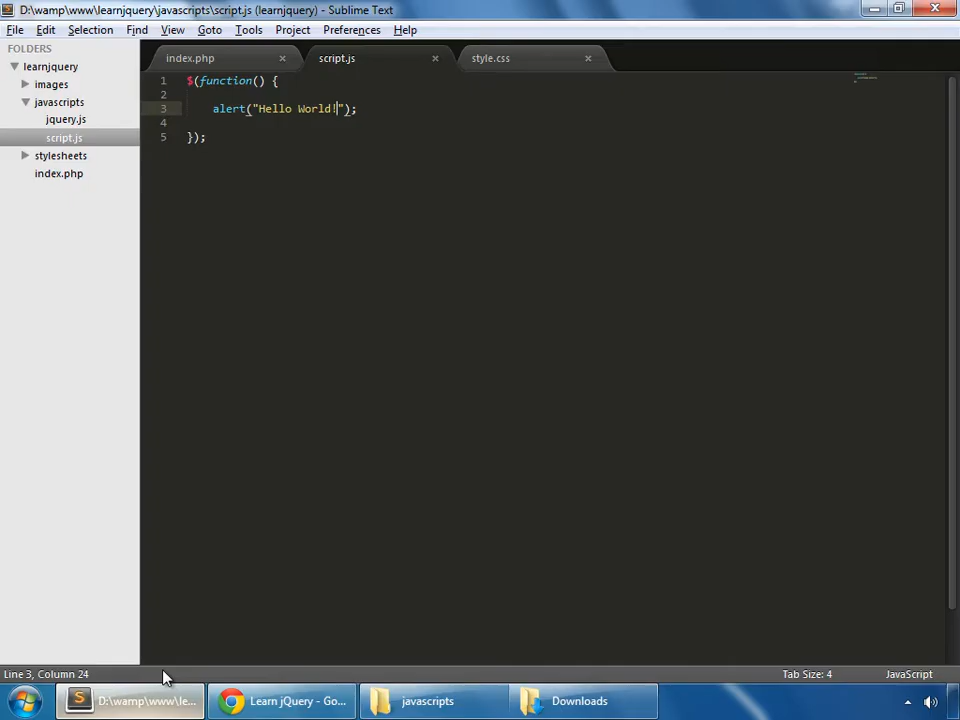 D:\wamp\www\learnjquery\javascripts\script.js (learnjquery) - Sublime Text
File Edit Selection Find View Goto Tools Project Preferences Help
FOLDERS
learnjquery
images
javascripts
jquery.js
script.js
stylesheets
index.php
index.php × script.js × style.css ×
1 $(function() {
2
3 alert("Hello World!");
4
5 });
Line 3, Column 24 Tab Size: 4 JavaScript
D:\wamp\www\le... Learn jQuery - Go... javascripts Downloads